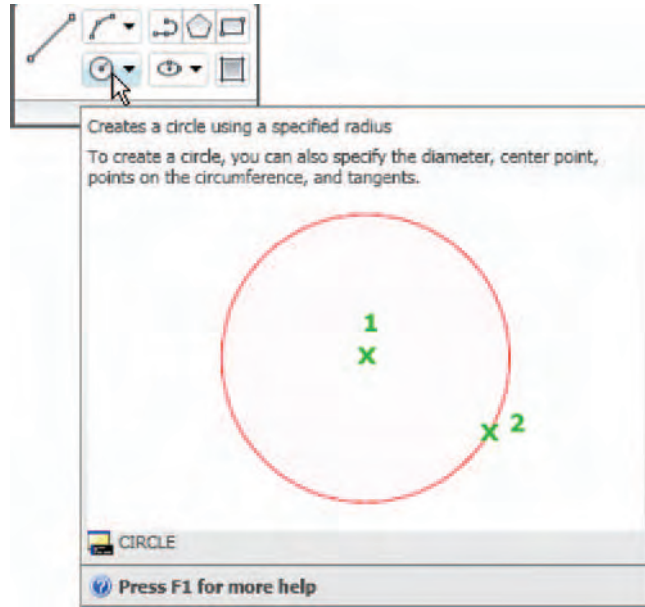 Creates a circle using a specified radius
To create a circle, you can also specify the diameter, center point,
points on the circumference, and tangents.
1
X
X 2
CIRCLE
Press F1 for more help